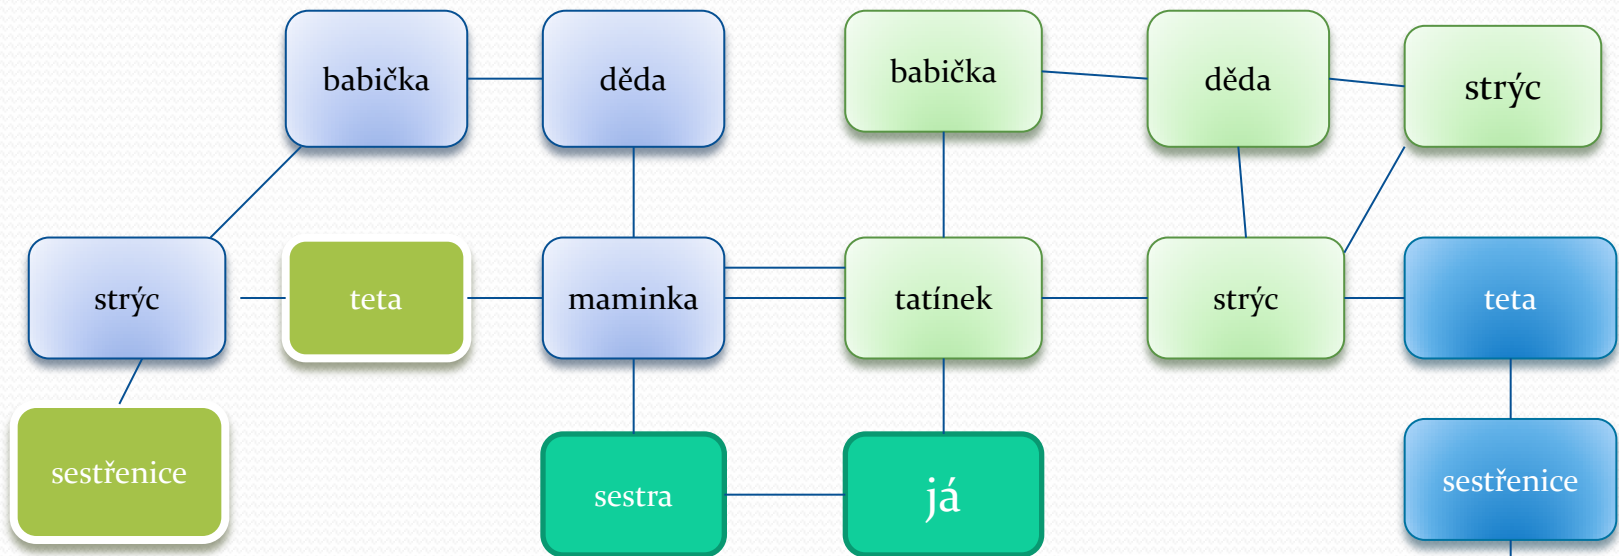 babička
děda
babička
děda
strýc
strýc
teta
maminka
tatínek
strýc
teta
sestřenice
sestra
já
sestřenice